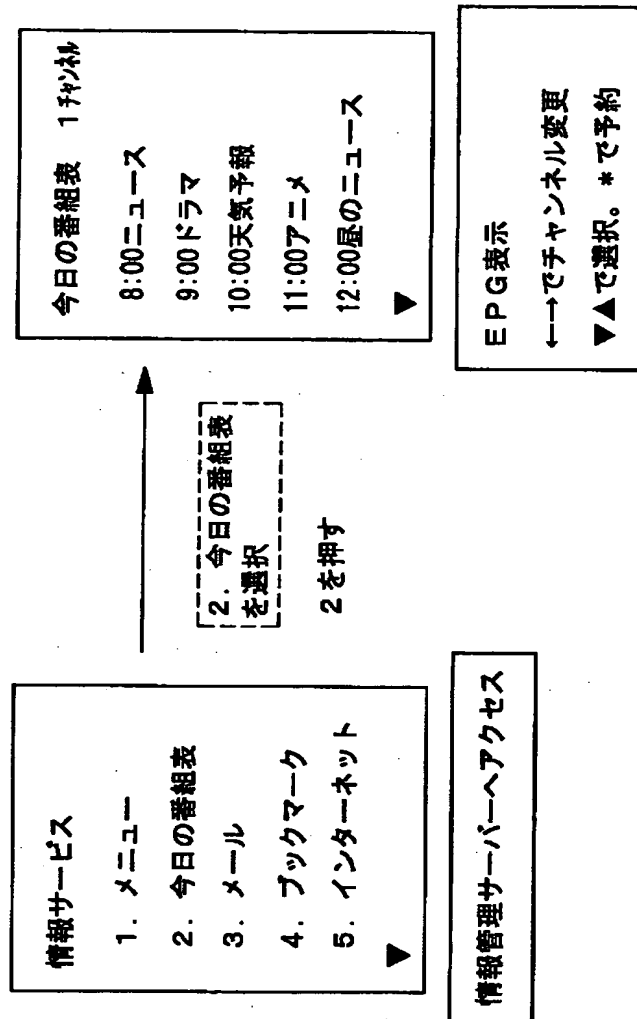 情報サービス
1. メニュー
2. 今日の番組表
3. メール
4. ブックマーク
5. インターネット
▼
情報管理サーバーへアクセス
2. 今日の番組表
を選択
2を押す
今日の番組表 1チャンネル
8:00ニュース
9:00ドラマ
10:00天気予報
11:00アニメ
12:00昼のニュース
▼
EPG表示
←→でチャンネル変更
▼▲で選択。*で予約